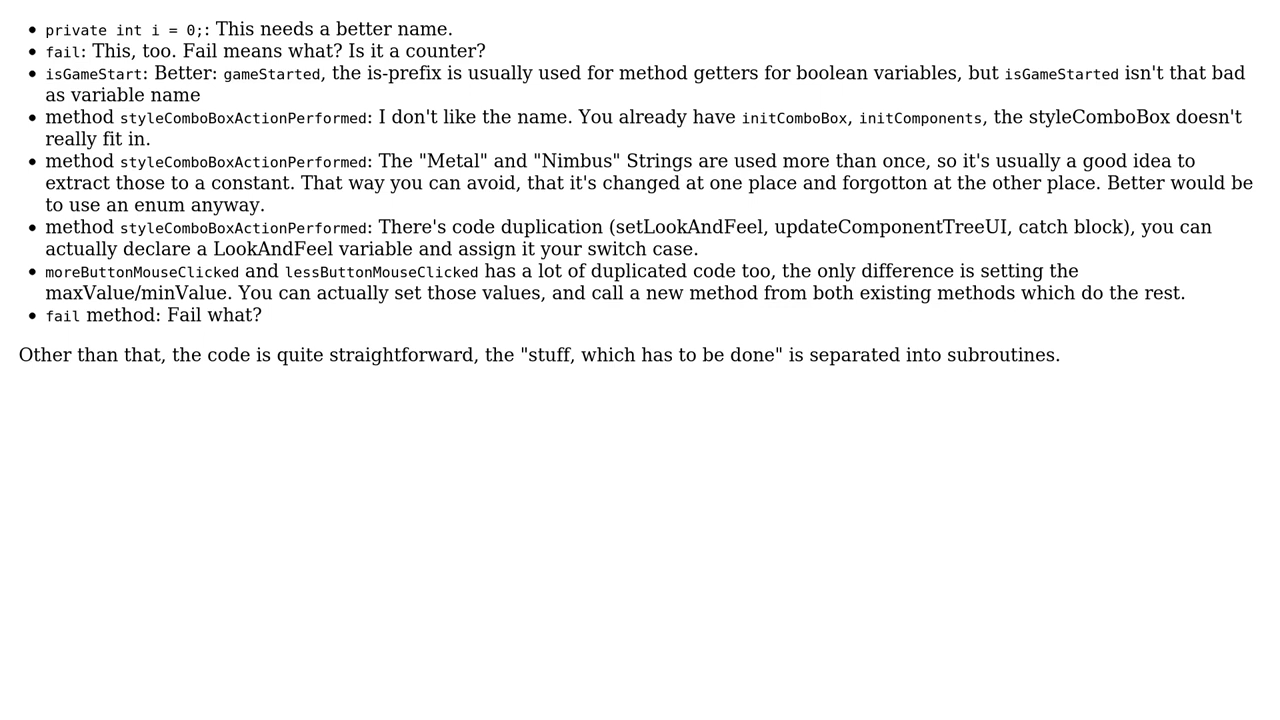 • private int i = 0;: This needs a better name.
• fail: This, too. Fail means what? Is it a counter?
• isGameStart: Better: gameStarted, the is-prefix is usually used for method getters for boolean variables, but isGameStarted isn't that bad
as variable name
• method styleComboBoxActionPerformed: I don't like the name. You already have initComboBox, initComponents, the styleComboBox doesn't
really fit in.
• method styleComboBoxActionPerformed: The "Metal" and "Nimbus" Strings are used more than once, so it's usually a good idea to
extract those to a constant. That way you can avoid, that it's changed at one place and forgotton at the other place. Better would be
to use an enum anyway.
• method styleComboBoxActionPerformed: There's code duplication (setLookAndFeel, updateComponentTreeUI, catch block), you can
actually declare a LookAndFeel variable and assign it your switch case.
• moreButtonMouseClicked and lessButtonMouseClicked has a lot of duplicated code too, the only difference is setting the
maxValue/minValue. You can actually set those values, and call a new method from both existing methods which do the rest.
• fail method: Fail what?
Other than that, the code is quite straightforward, the "stuff, which has to be done" is separated into subroutines.